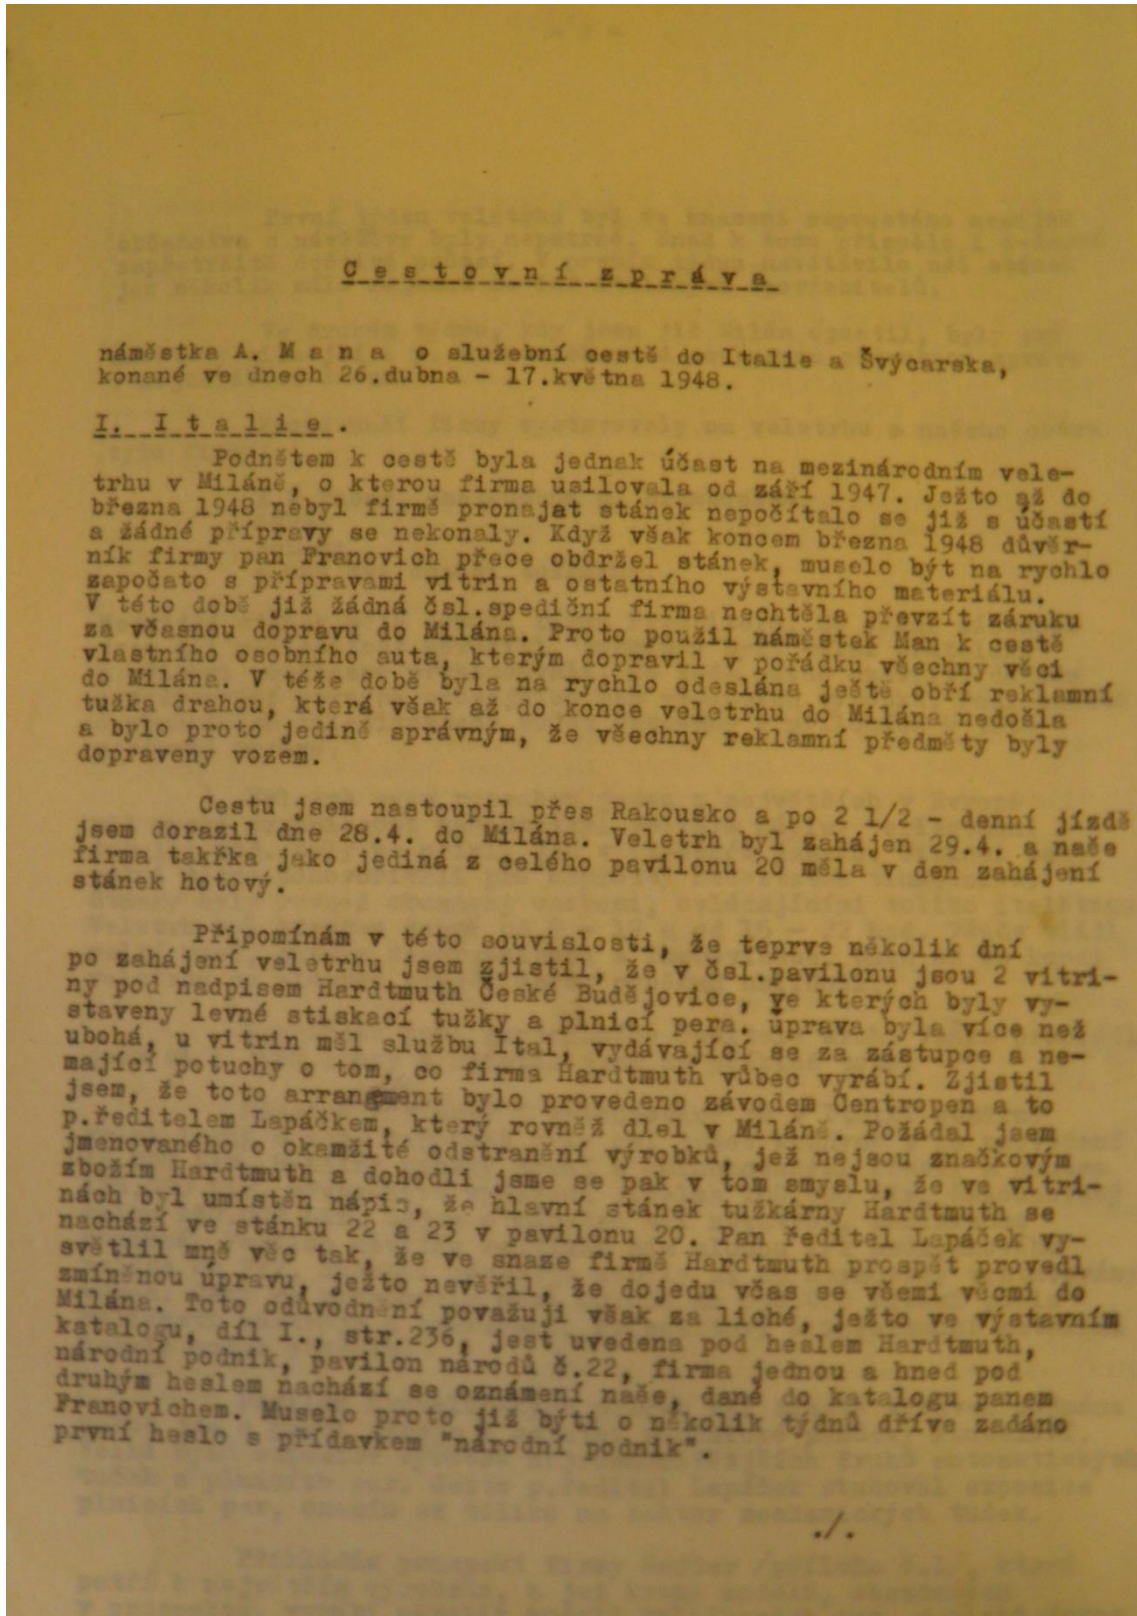 Cestovní zpráva
náměstka A. Mana o služební cestě do Italie a Švýcarska,
konané ve dnech 26.dubna - 17.května 1948.
I. Italie.
Podnětem k cestě byla jednak účast na mezinárodním vele-
trhu v Miláně, o kterou firma usilovala od září 1947. Ježto až do
března 1948 nebyl firmě pronajat stánek nepočítalo se již s účastí
a žádné přípravy se nekonaly. Když však koncem března 1948 důvěr-
ník firmy pan Franovich přece obdržel stánek, muselo být na rychlo
započato s přípravami vitrin a ostatního výstavního materiálu.
V této době již žádná čsl.spediční firma nechtěla převzít záruku
za včasnou dopravu do Milána. Proto použil náměstek Man k cestě
vlastního osobního auta, kterým dopravil v pořádku všechny věci
do Milána. V téže době byla na rychlo odeslána ještě obří reklamní
tužka drahou, která však až do konce veletrhu do Milána nedošla
a bylo proto jedině správným, že všechny reklamní předměty byly
dopraveny vozem.
Cestu jsem nastoupil přes Rakousko a po 2 1/2 - denní jízdě
jsem dorazil dne 28.4. do Milána. Veletrh byl zahájen 29.4. a naše
firma takřka jako jediná z celého pavilonu 20 měla v den zahájení
stánek hotový.
Připomínám v této souvislosti, že teprve několik dní
po zahájení veletrhu jsem zjistil, že v čsl.pavilonu jsou 2 vitri-
ny pod nadpisem Hardtmuth České Budějovice, ve kterých byly vy-
staveny levné stiskací tužky a plnicí pera. úprava byla více než
ubohá, u vitrin měl službu Ital, vydávající se za zástupce a ne-
mající potuchy o tom, co firma Hardtmuth vůbec vyrábí. Zjistil
jsem, že toto arrangment bylo provedeno závodem Centropen a to
p.ředitelem Lapáčkem, který rovněž dlel v Miláně. Požádal jsem
jmenovaného o okamžité odstranění výrobků, jež nejsou značkovým
zbožím Hardtmuth a dohodli jsme se pak v tom smyslu, že ve vitri-
nách byl umístěn nápis, že hlavní stánek tužkárny Hardtmuth se
nachází ve stánku 22 a 23 v pavilonu 20. Pan ředitel Lapáček vy-
světlil mně věc tak, že ve snaze firmě Hardtmuth prospět provedl
zmíněnou úpravu, ježto nevěřil, že dojedu včas se všemi věcmi do
Milána. Toto odůvodnění považuji však za liché, ježto ve výstavním
katalogu, díl I., str.236, jest uvedena pod heslem Hardtmuth,
národní podnik, pavilon národů č.22, firma jednou a hned pod
druhým heslem nachází se oznámení naše, dané do katalogu panem
Franovichem. Muselo proto již býti o několik týdnů dříve zadáno
první heslo s přídavkem "národní podnik".
./.